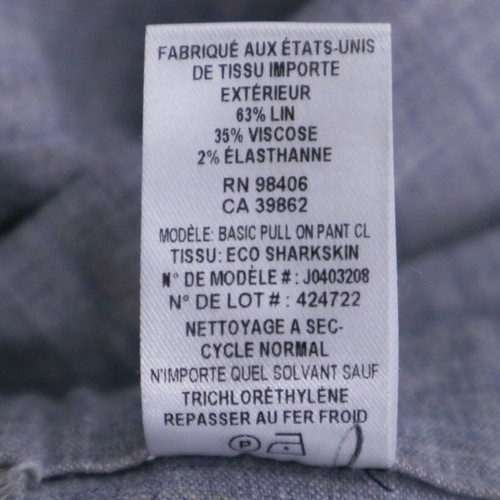 FABRIQUÉ AUX ÉTATS-UNIS
DE TISSU IMPORTE
EXTÉRIEUR
63% LIN
35% VISCOSE
2% ÉLASTHANNE
RN 98406
CA 39862
MODÈLE: BASIC PULL ON PANT CL
TISSU: ECO SHARKSKIN
N° DE MODÈLE # : J0403208
N° DE LOT # : 424722
NETTOYAGE A SEC-
CYCLE NORMAL
N'IMPORTE QUEL SOLVANT SAUF
TRICHLORÉTHYLÈNE
REPASSER AU FER FROID
P